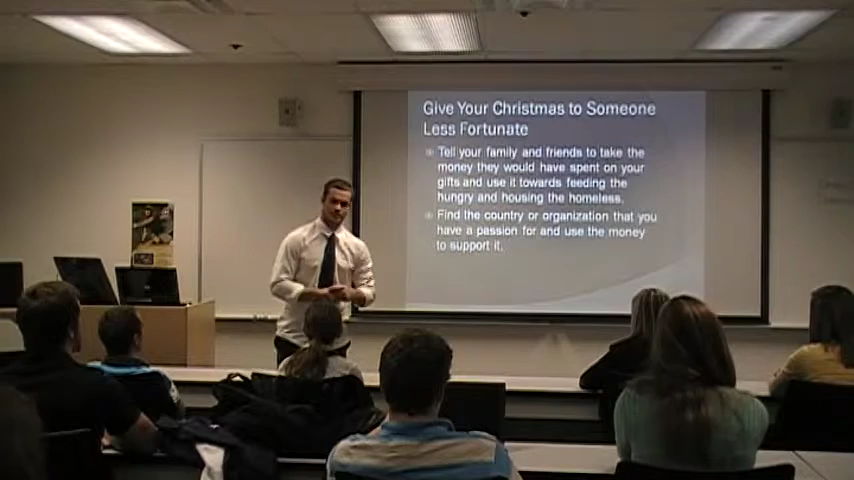 Give Your Christmas to Someone
Less Fortunate
Tell your family and friends to take the
money they would have spent on your
gifts and use it towards feeding the
hungry and housing the homeless.
Find the country or organization that you
have a passion for and use the money
to support it.